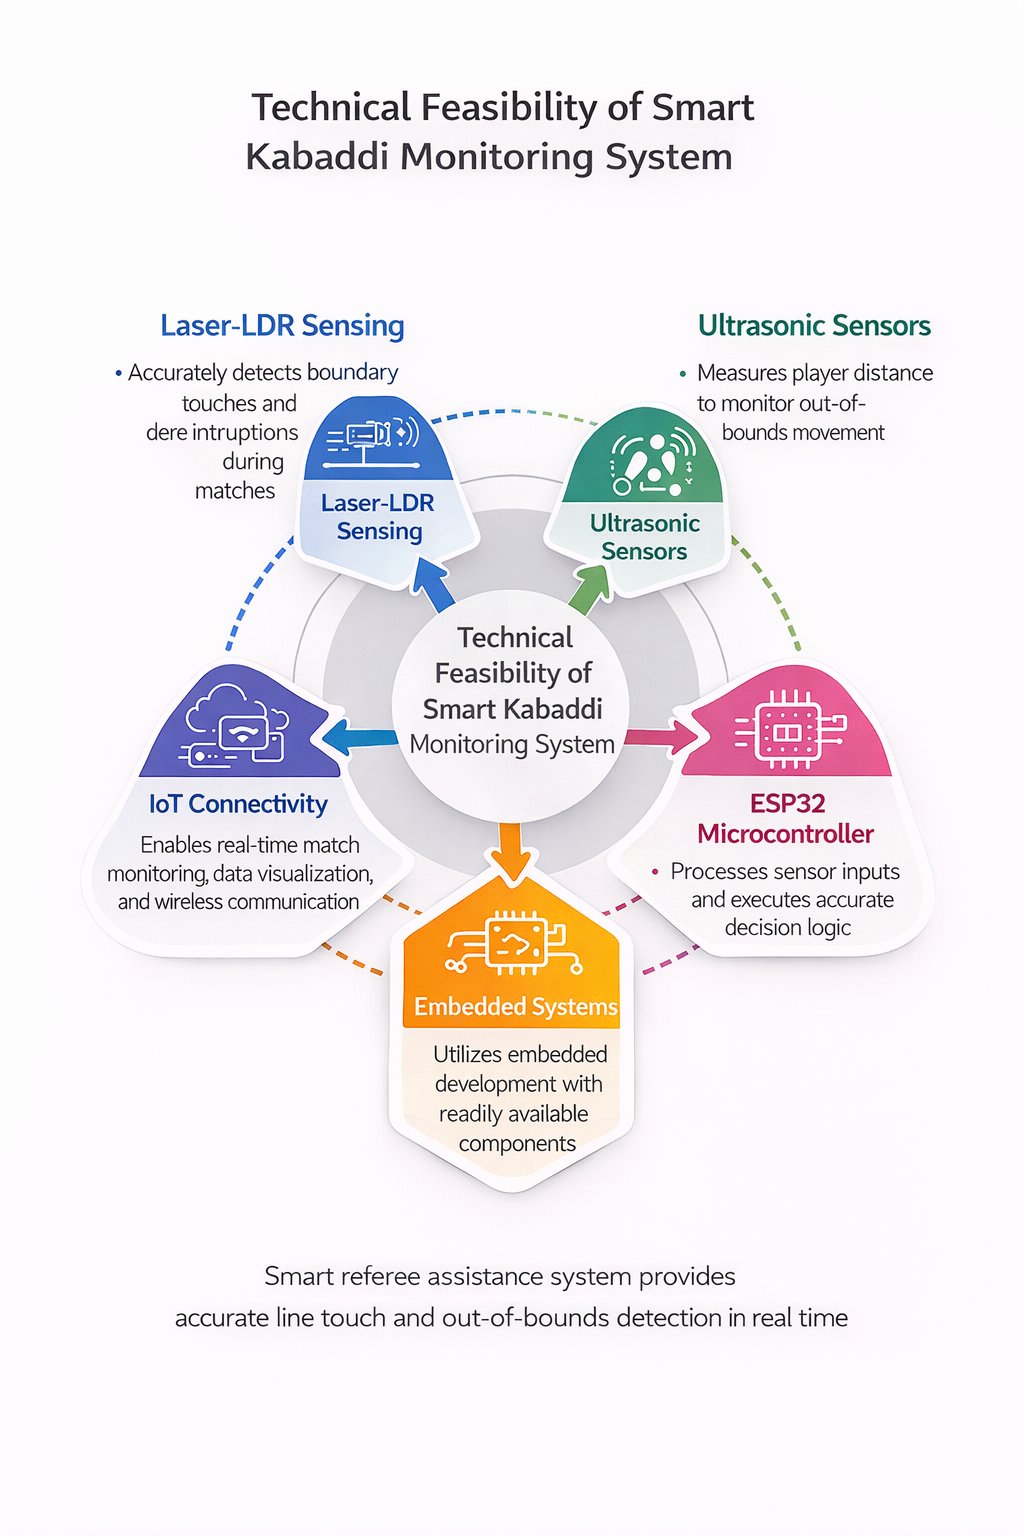 Technical Feasibility of Smart
Kabaddi Monitoring System
Laser-LDR Sensing
• Accurately detects boundary
touches and
dere intruptions
during
matches
Ultrasonic Sensors
• Measures player distance
to monitor out-of-
bounds movement
Laser-LDR
Sensing
Ultrasonic
Sensors
Technical
Feasibility of
Smart Kabaddi
Monitoring System
IoT Connectivity
Enables real-time match
monitoring, data visualization,
and wireless communication
ESP32
Microcontroller
• Processes sensor inputs
and executes accurate
decision logic
Embedded Systems
Utilizes embedded
development with
readily available
components
Smart referee assistance system provides
accurate line touch and out-of-bounds detection in real time